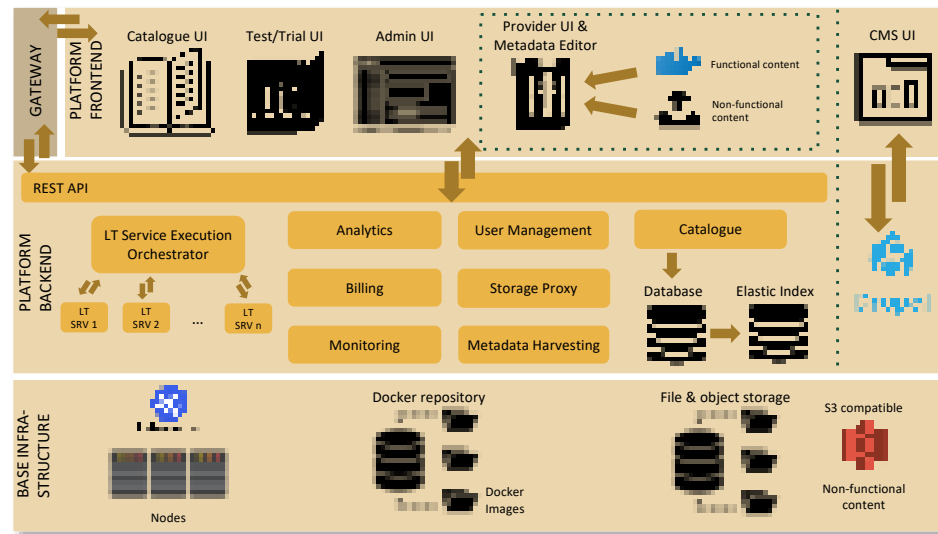 GATEWAY
PLATFORM
FRONTEND
Catalogue UI
Test/Trial UI
Admin UI
Provider UI &
Metadata Editor
Functional content
Non-functional
content
CMS UI
REST API
PLATFORM
BACKEND
LT Service Execution
Orchestrator
LT
SRV 1
LT
SRV 2
...
LT
SRV n
Analytics
User Management
Catalogue
Billing
Storage Proxy
Monitoring
Metadata Harvesting
Database
Elastic Index
BASE INFRA-
STRUCTURE
Nodes
Docker repository
Docker
Images
File & object storage
S3 compatible
Non-functional
content